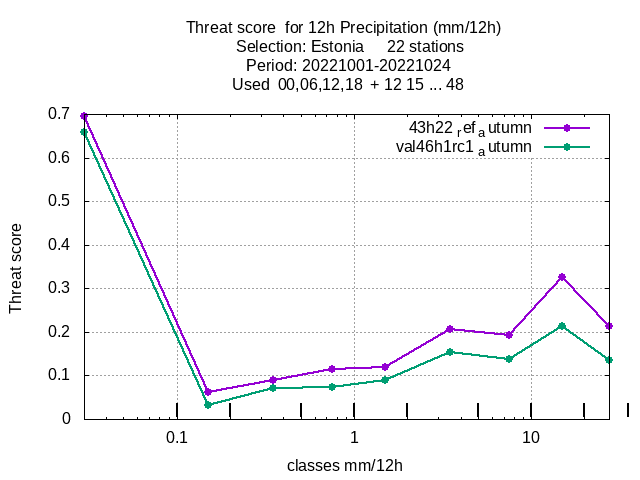 Threat score  for 12h Precipitation (mm/12h)
Selection: Estonia     22 stations
Period: 20221001-20221024
Used  00,06,12,18  + 12 15 ... 48
43h22 ref a utumn
val46h1rc1 a utumn
0.7
0.6
0.5
0.4
0.3
0.2
0.1
0
Threat score
0.1 1 10
classes mm/12h